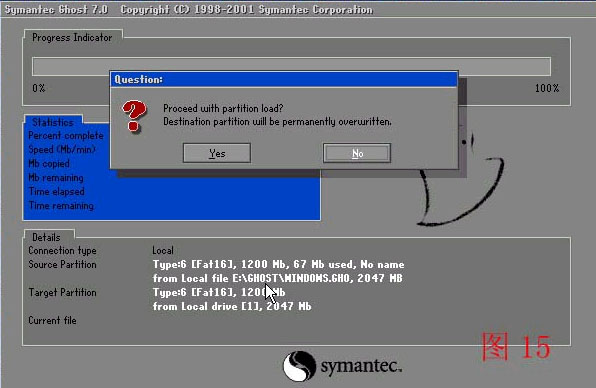 Symantec Ghost 7.0 Copyright (C) 1998-2001 Symantec Corporation
Progress Indicator
Question:
Proceed with partition load?
Destination partition will be permanently overwritten.
Yes No
0% 100%
Statistics
Percent complete
Speed (Mb/min)
Mb copied
Mb remaining
Time elapsed
Time remaining
Details
Connection type Local
Source Partition Type:6 [Fat16], 1200 Mb, 67 Mb used, No name
from Local file E:\GHOST\MINDOWS.GHO, 2047 MB
Target Partition Type:6 [Fat16], 1200 Mb
from Local drive [1], 2047 Mb
Current file
图 15
symantec.